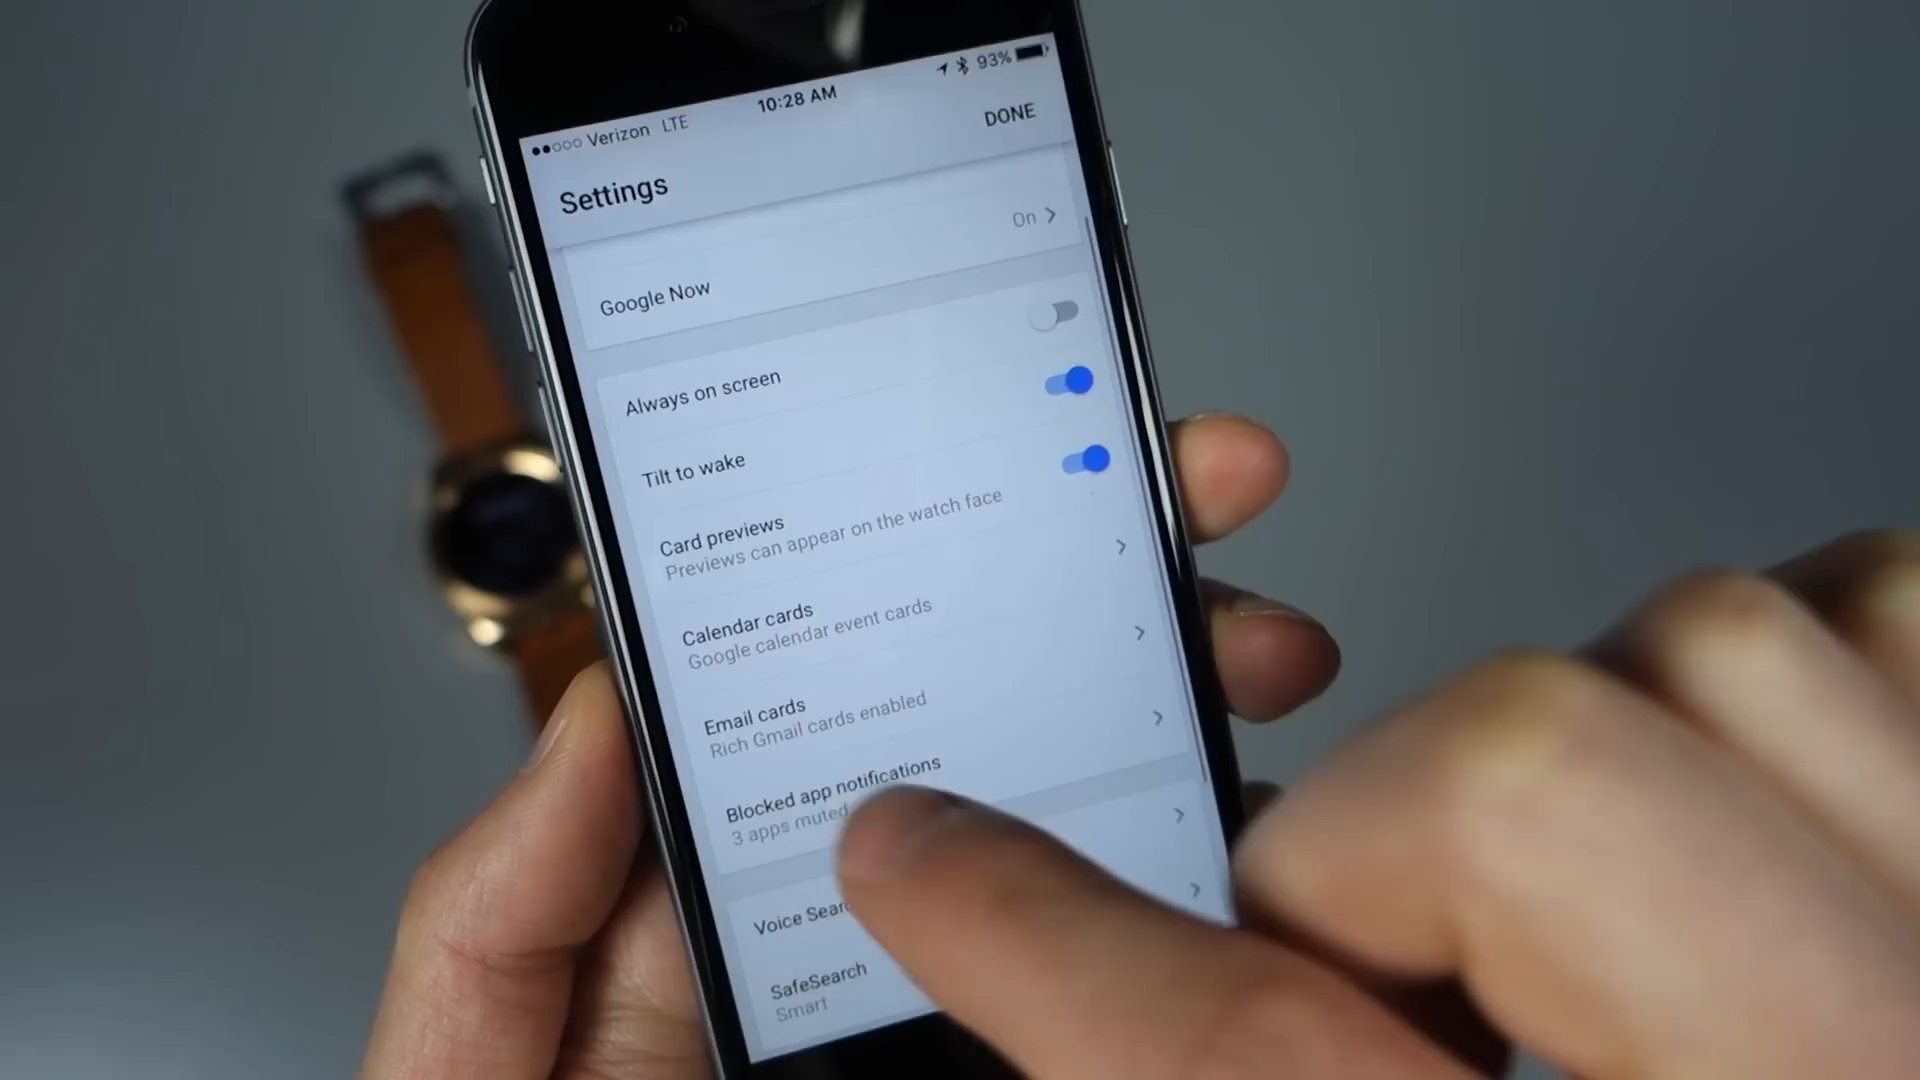 Verizon LTE 10:28 AM 93%
Settings DONE
Google Now On
Always on screen
Tilt to wake
Card previews
Previews can appear on the watch face
Calendar cards
Google calendar event cards
Email cards
Rich Gmail cards enabled
Blocked app notifications
3 apps muted
Voice
SafeSearch
Smart